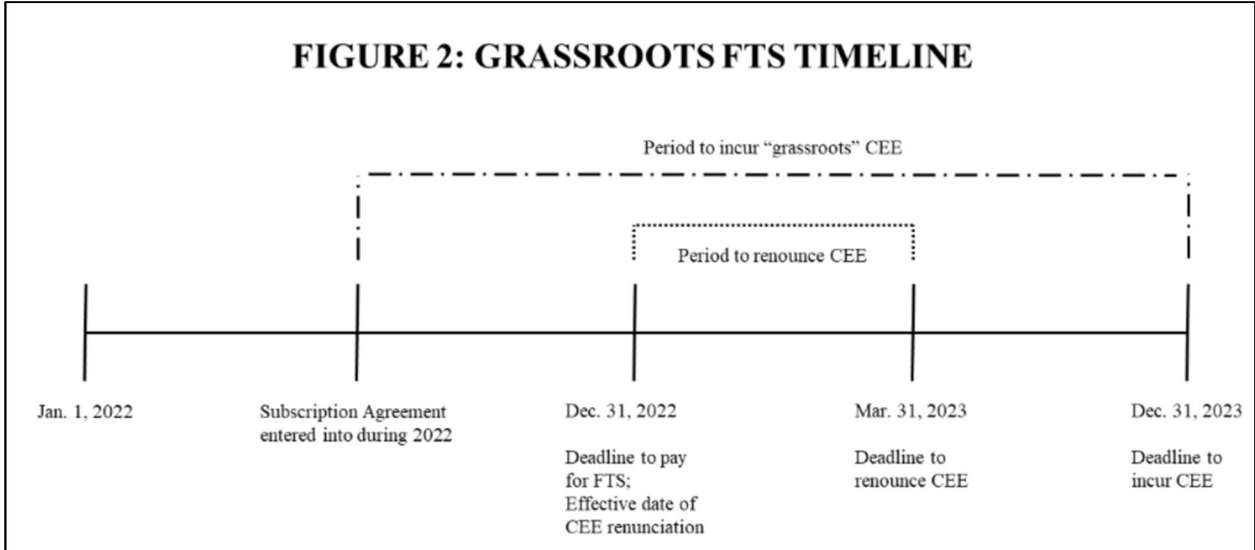 FIGURE 2: GRASSROOTS FTS TIMELINE
Period to incur “grassroots” CEE
Period to renounce CEE
Jan. 1, 2022
Subscription Agreement
entered into during 2022
Dec. 31, 2022
Deadline to pay
for FTS;
Effective date of
CEE renunciation
Mar. 31, 2023
Deadline to
renounce CEE
Dec. 31, 2023
Deadline to
incur CEE